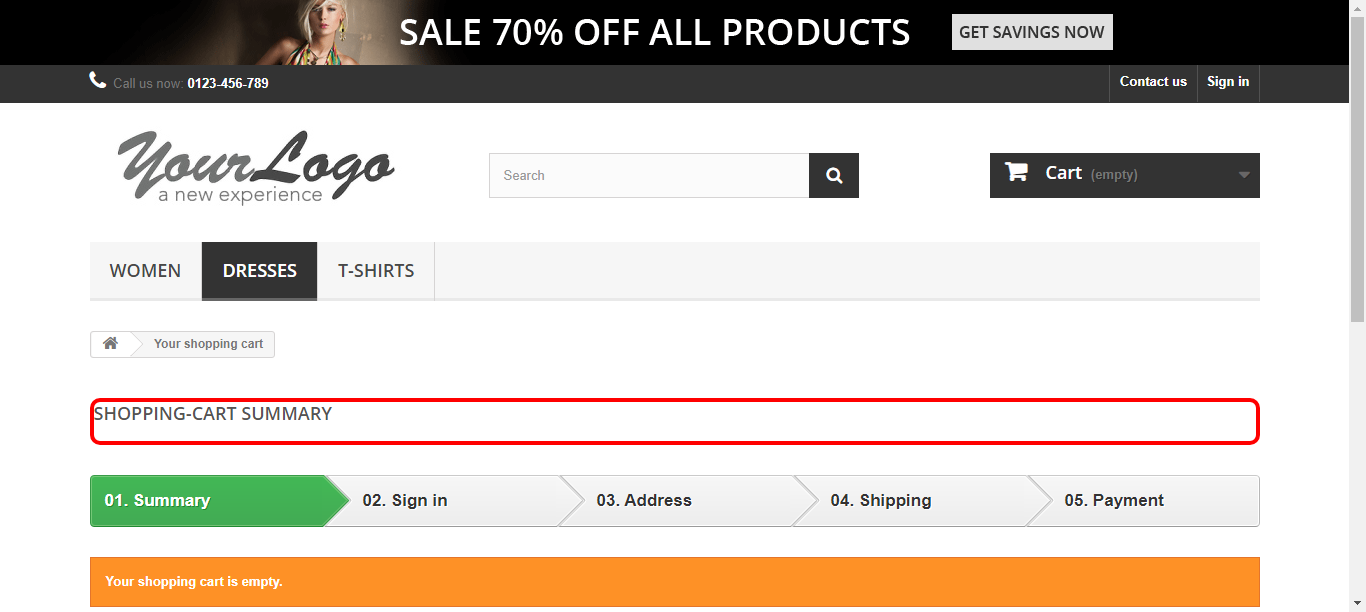 SALE 70% OFF ALL PRODUCTS
GET SAVINGS NOW
Call us now: 0123-456-789
Contact us
Sign in
YourLogo
a new experience
Search
Cart (empty)
WOMEN
DRESSES
T-SHIRTS
Your shopping cart
SHOPPING-CART SUMMARY
01. Summary
02. Sign in
03. Address
04. Shipping
05. Payment
Your shopping cart is empty.